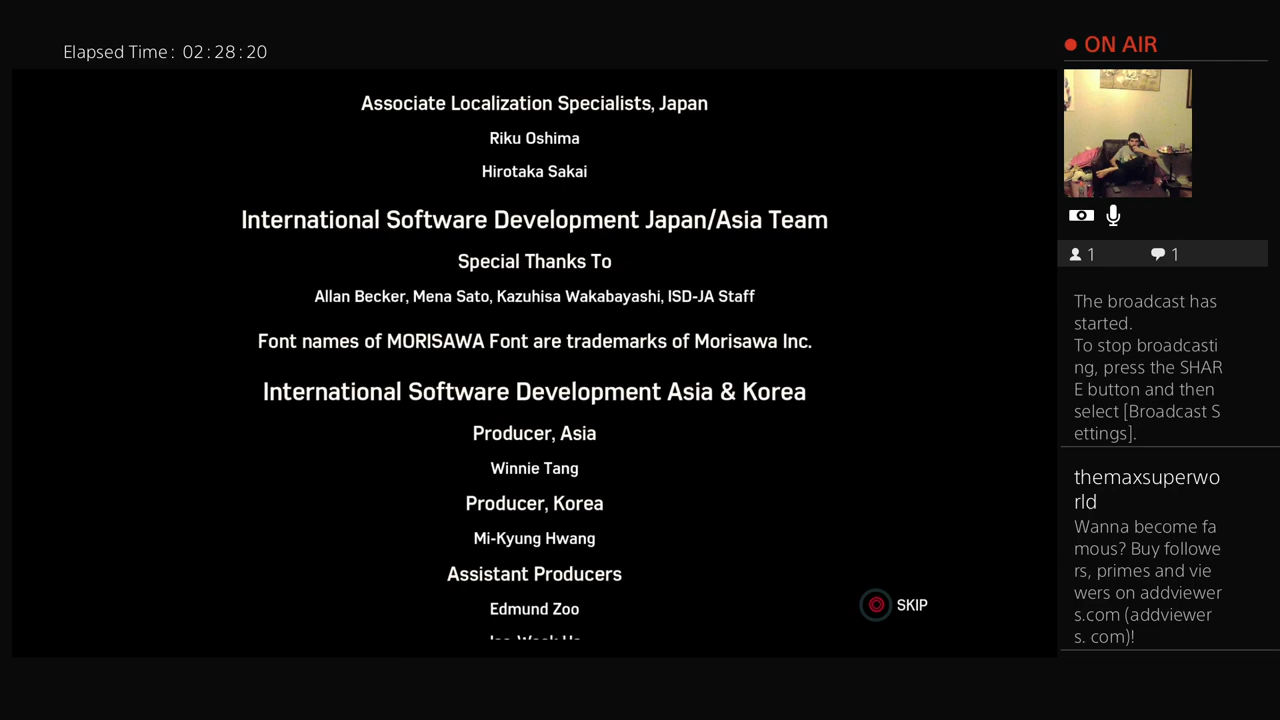 Elapsed Time: 02:28:20
ON AIR
Associate Localization Specialists, Japan
Riku Oshima
Hirotaka Sakai
International Software Development Japan/Asia Team
Special Thanks To
Allan Becker, Mena Sato, Kazuhisa Wakabayashi, ISD-JA Staff
Font names of MORISAWA Font are trademarks of Morisawa Inc.
International Software Development Asia & Korea
Producer, Asia
Winnie Tang
Producer, Korea
Mi-Kyung Hwang
Assistant Producers
Edmund Zoo
SKIP
1
1
The broadcast has
started.
To stop broadcasti
ng, press the SHAR
E button and then
select [Broadcast S
ettings].
themaxsuperwo
rld
Wanna become fa
mous? Buy followe
rs, primes and vie
wers on addviewer
s.com (addviewer
s. com)!